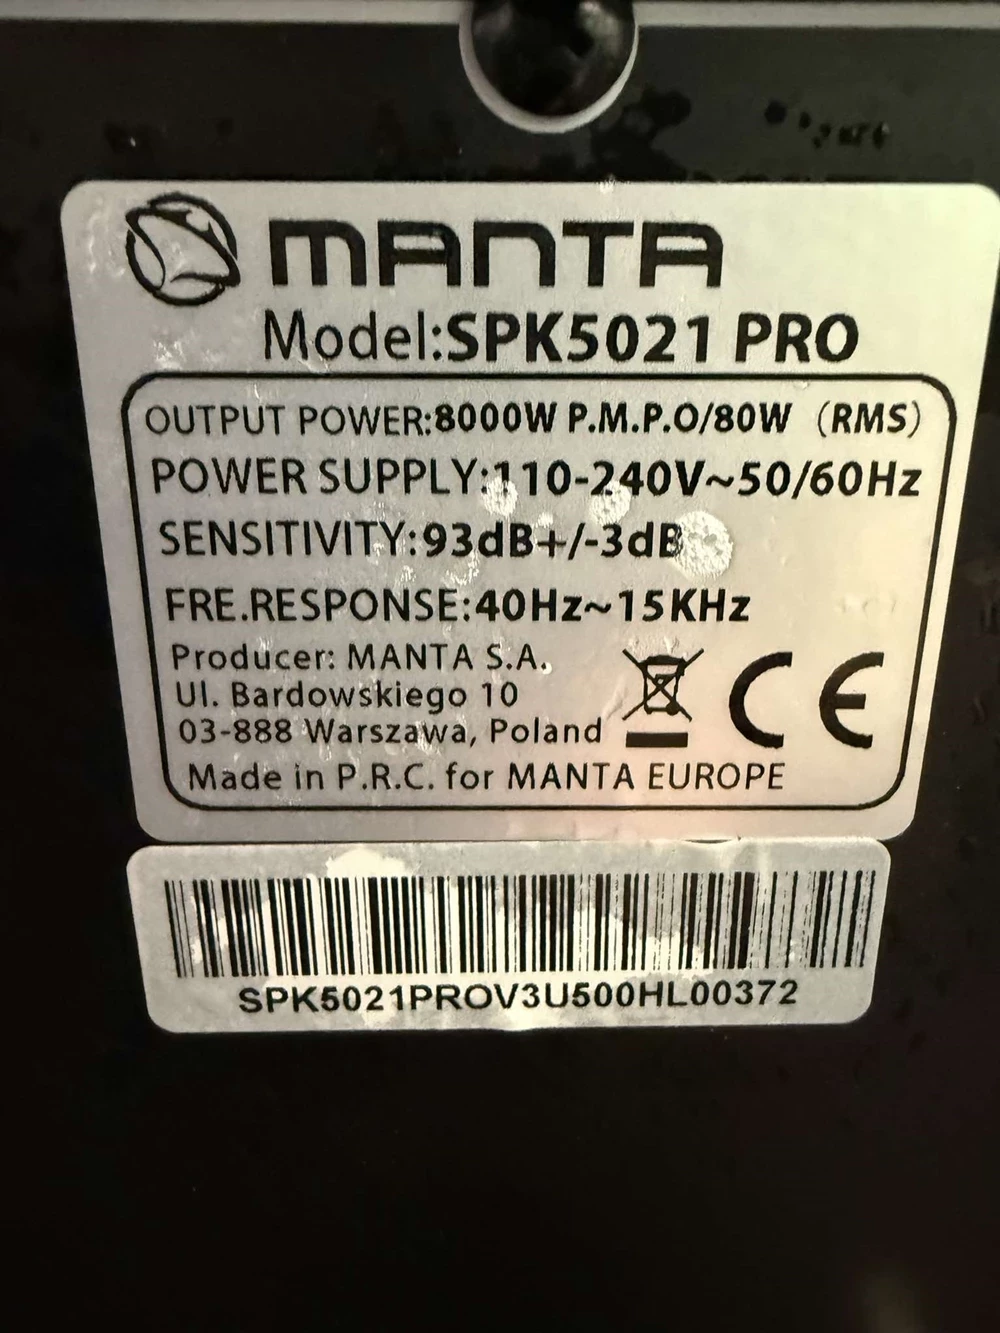 MANTA
Model:SPK5021 PRO
OUTPUT POWER:8000W P.M.P.O/80W (RMS)
POWER SUPPLY:110-240V~50/60Hz
SENSITIVITY:93dB+/-3dB
FRE.RESPONSE:40Hz~15KHz
Producer: MANTA S.A.
Ul. Bardowskiego 10
03-888 Warszawa, Poland
CE
Made in P.R.C. for MANTA EUROPE
SPK5021PROV3U500HL00372